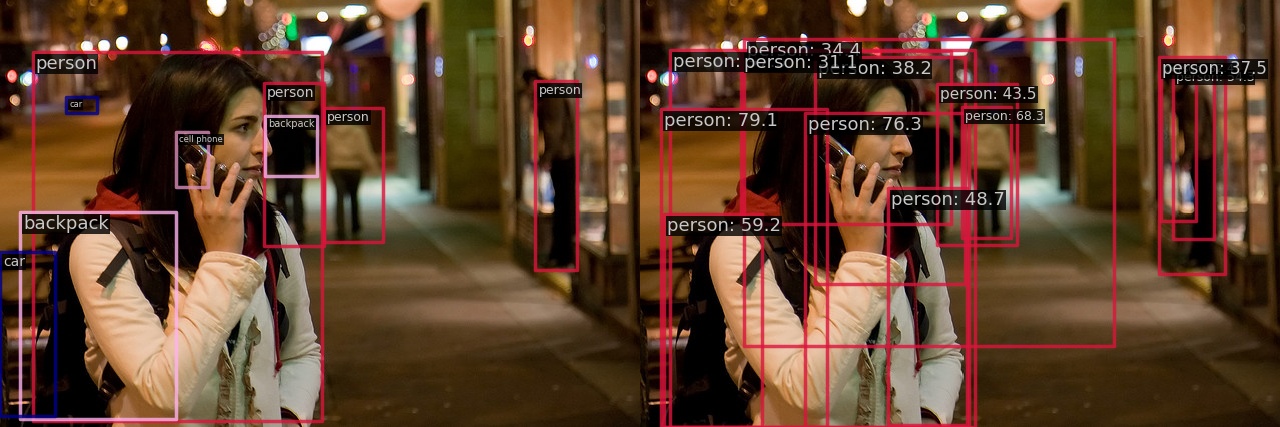 person
car
person
backpack
person
cell phone
person
backpack
car
person: 34.4
person:
person: 31.1
person: 38.2
person: 37.5
person: 43.5
person: 79.1
person: 76.3
person: 68.3
person: 48.7
person: 59.2